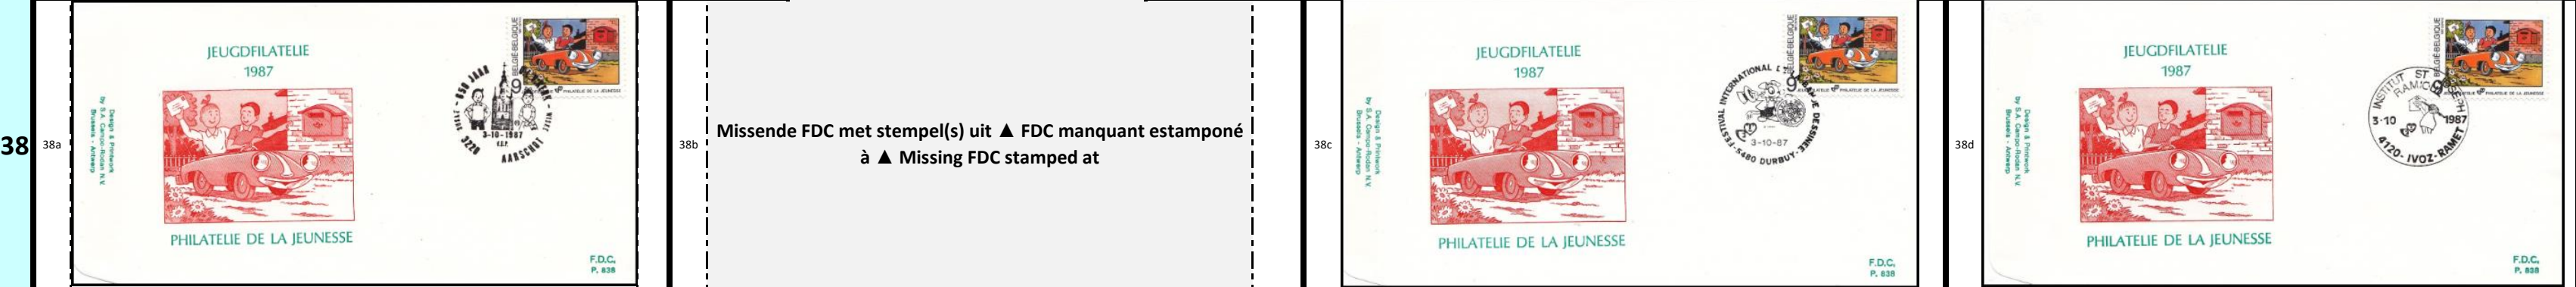 38
38a
JEUGDFILATELIE
1987
Design & Printwork
by S.A. Campo-Rodan N.V.
Brussels - Antwerp
BELGIË-BELGIQUE
PHILATELIE DE LA JEUNESSE
850 JAAR
3-10-1987
3220
AARSCHOT
PHILATELIE DE LA JEUNESSE
F.D.C.
P. 838
38b
Missende FDC met stempel(s) uit ▲ FDC manquant estamponé
à ▲ Missing FDC stamped at
38c
JEUGDFILATELIE
1987
Design & Printwork
by S.A. Campo-Rodan N.V.
Brussels - Antwerp
BELGIË-BELGIQUE
9
PHILATELIE DE LA JEUNESSE
FESTIVAL INTERNATIONAL
DESSINEE
3-10-87
5480 DURBUY
PHILATELIE DE LA JEUNESSE
F.D.C.
P. 838
38d
JEUGDFILATELIE
1987
Design & Printwork
by S.A. Campo-Rodan N.V.
Brussels - Antwerp
BELGIË-BELGIQUE
PHILATELIE DE LA JEUNESSE
INSTITUT ST
3-10
1987
4120-IVOZ-RAMET
PHILATELIE DE LA JEUNESSE
F.D.C.
P. 838